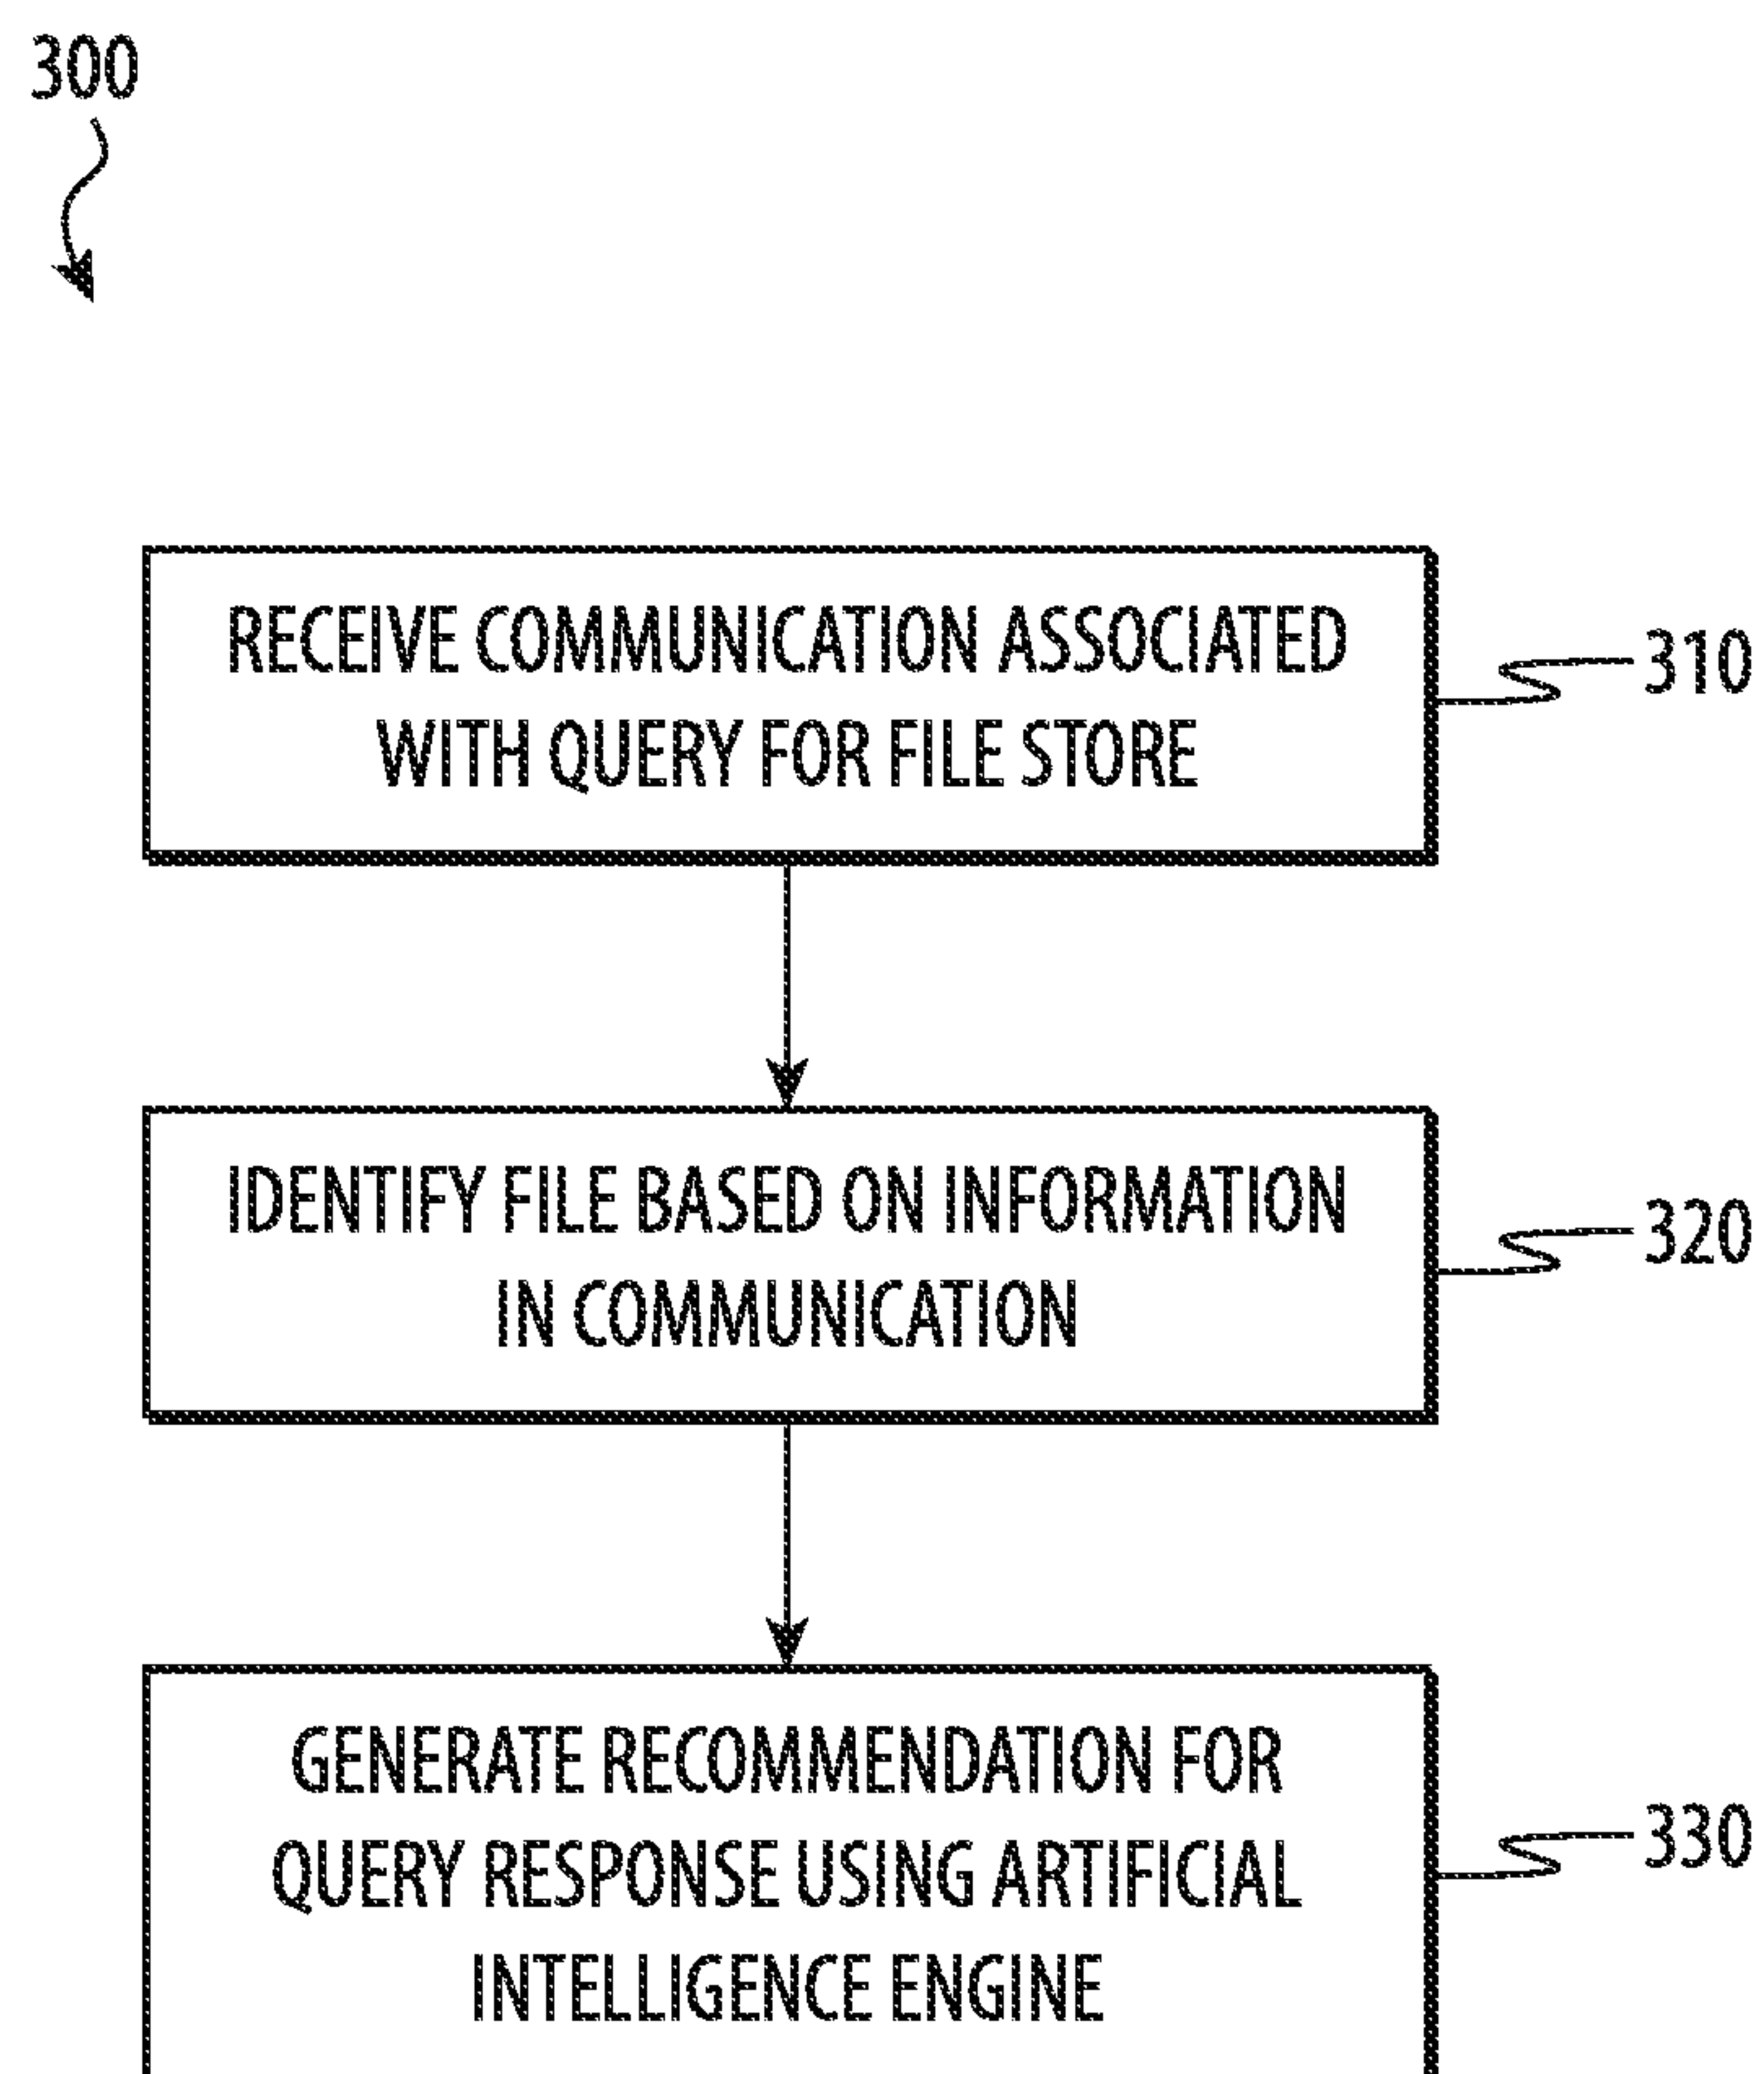 300
RECEIVE COMMUNICATION ASSOCIATED
WITH QUERY FOR FILE STORE
310
IDENTIFY FILE BASED ON INFORMATION
IN COMMUNICATION
320
GENERATE RECOMMENDATION FOR
QUERY RESPONSE USING ARTIFICIAL
INTELLIGENCE ENGINE
330